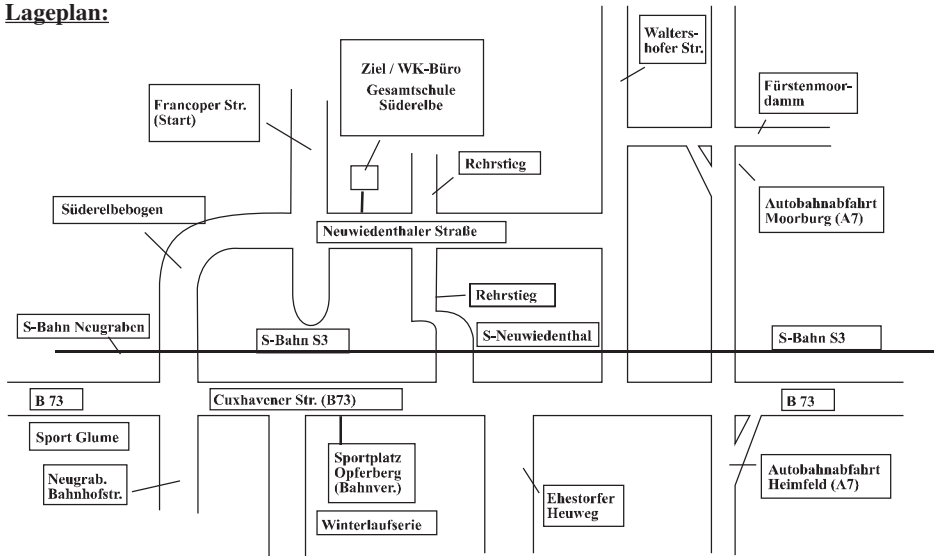 Lageplan:
Walters-
hofer Str.
Ziel / WK-Büro
Gesamtschule
Süderelbe
Francoper Str.
(Start)
Fürstenmoor-
damm
Rehrstieg
Süderelbebogen
Autobahnabfahrt
Moorburg (A7)
Neuwiedenthaler Straße
Rehrstieg
S-Bahn Neugraben
S-Bahn S3
S-Neuwiedenthal
S-Bahn S3
B 73
Cuxhavener Str. (B73)
B 73
Sport Glume
Sportplatz
Opferberg
(Bahnver.)
Neugrab.
Bahnhofstr.
Autobahnabfahrt
Heimfeld (A7)
Ehestorfer
Heuweg
Winterlaufserie